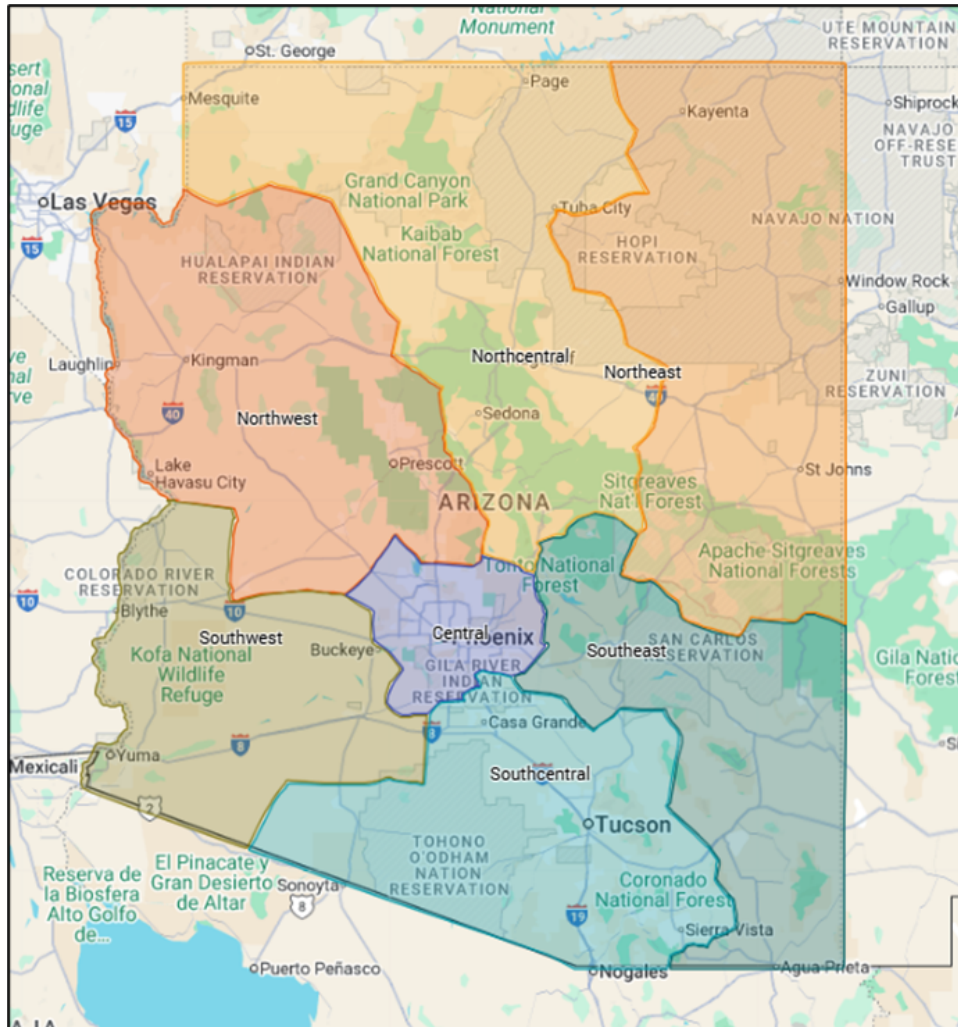 National
Monument
UTE MOUNTAIN
RESERVATION
St. George
Page
Mesquite
Kayenta
Shiprock
15
NAVAJO
OFF-RESE
TRUST
Las Vegas
Grand Canyon
National Park
Tuba City
NAVAJO NATION
Kaibab
National Forest
HOPI
RESERVATION
15
HUALAPAI INDIAN
RESERVATION
Window Rock
Gallup
Laughlin
Kingman
Northcentral
Northeast
ZUNI
RESERVATION
40
40
Northwest
Sedona
Lake
Havasu City
Prescott
St Johns
ARIZONA
Sitgreaves
Nat'l Forest
Apache-Sitgreaves
National Forests
COLORADO RIVER
RESERVATION
Tonto National
Forest
10
Blythe
10
Southwest
Central
Phoenix
Buckeye
Southeast
SAN CARLOS
RESERVATION
Kofa National
Wildlife
Refuge
GILA RIVER
INDIAN
RESERVATION
Gila Natio
Forest
Casa Grande
8
8
Yuma
Mexicali
Southcentral
2
Tucson
TOHONO
O'ODHAM
NATION
RESERVATION
El Pinacate y
Gran Desierto
de Altar
Reserva de
la Biosfera
Alto Golfo
de...
Sonoyta
8
Coronado
National Forest
19
Sierra Vista
Puerto Peñasco
Nogales
Agua Prieta